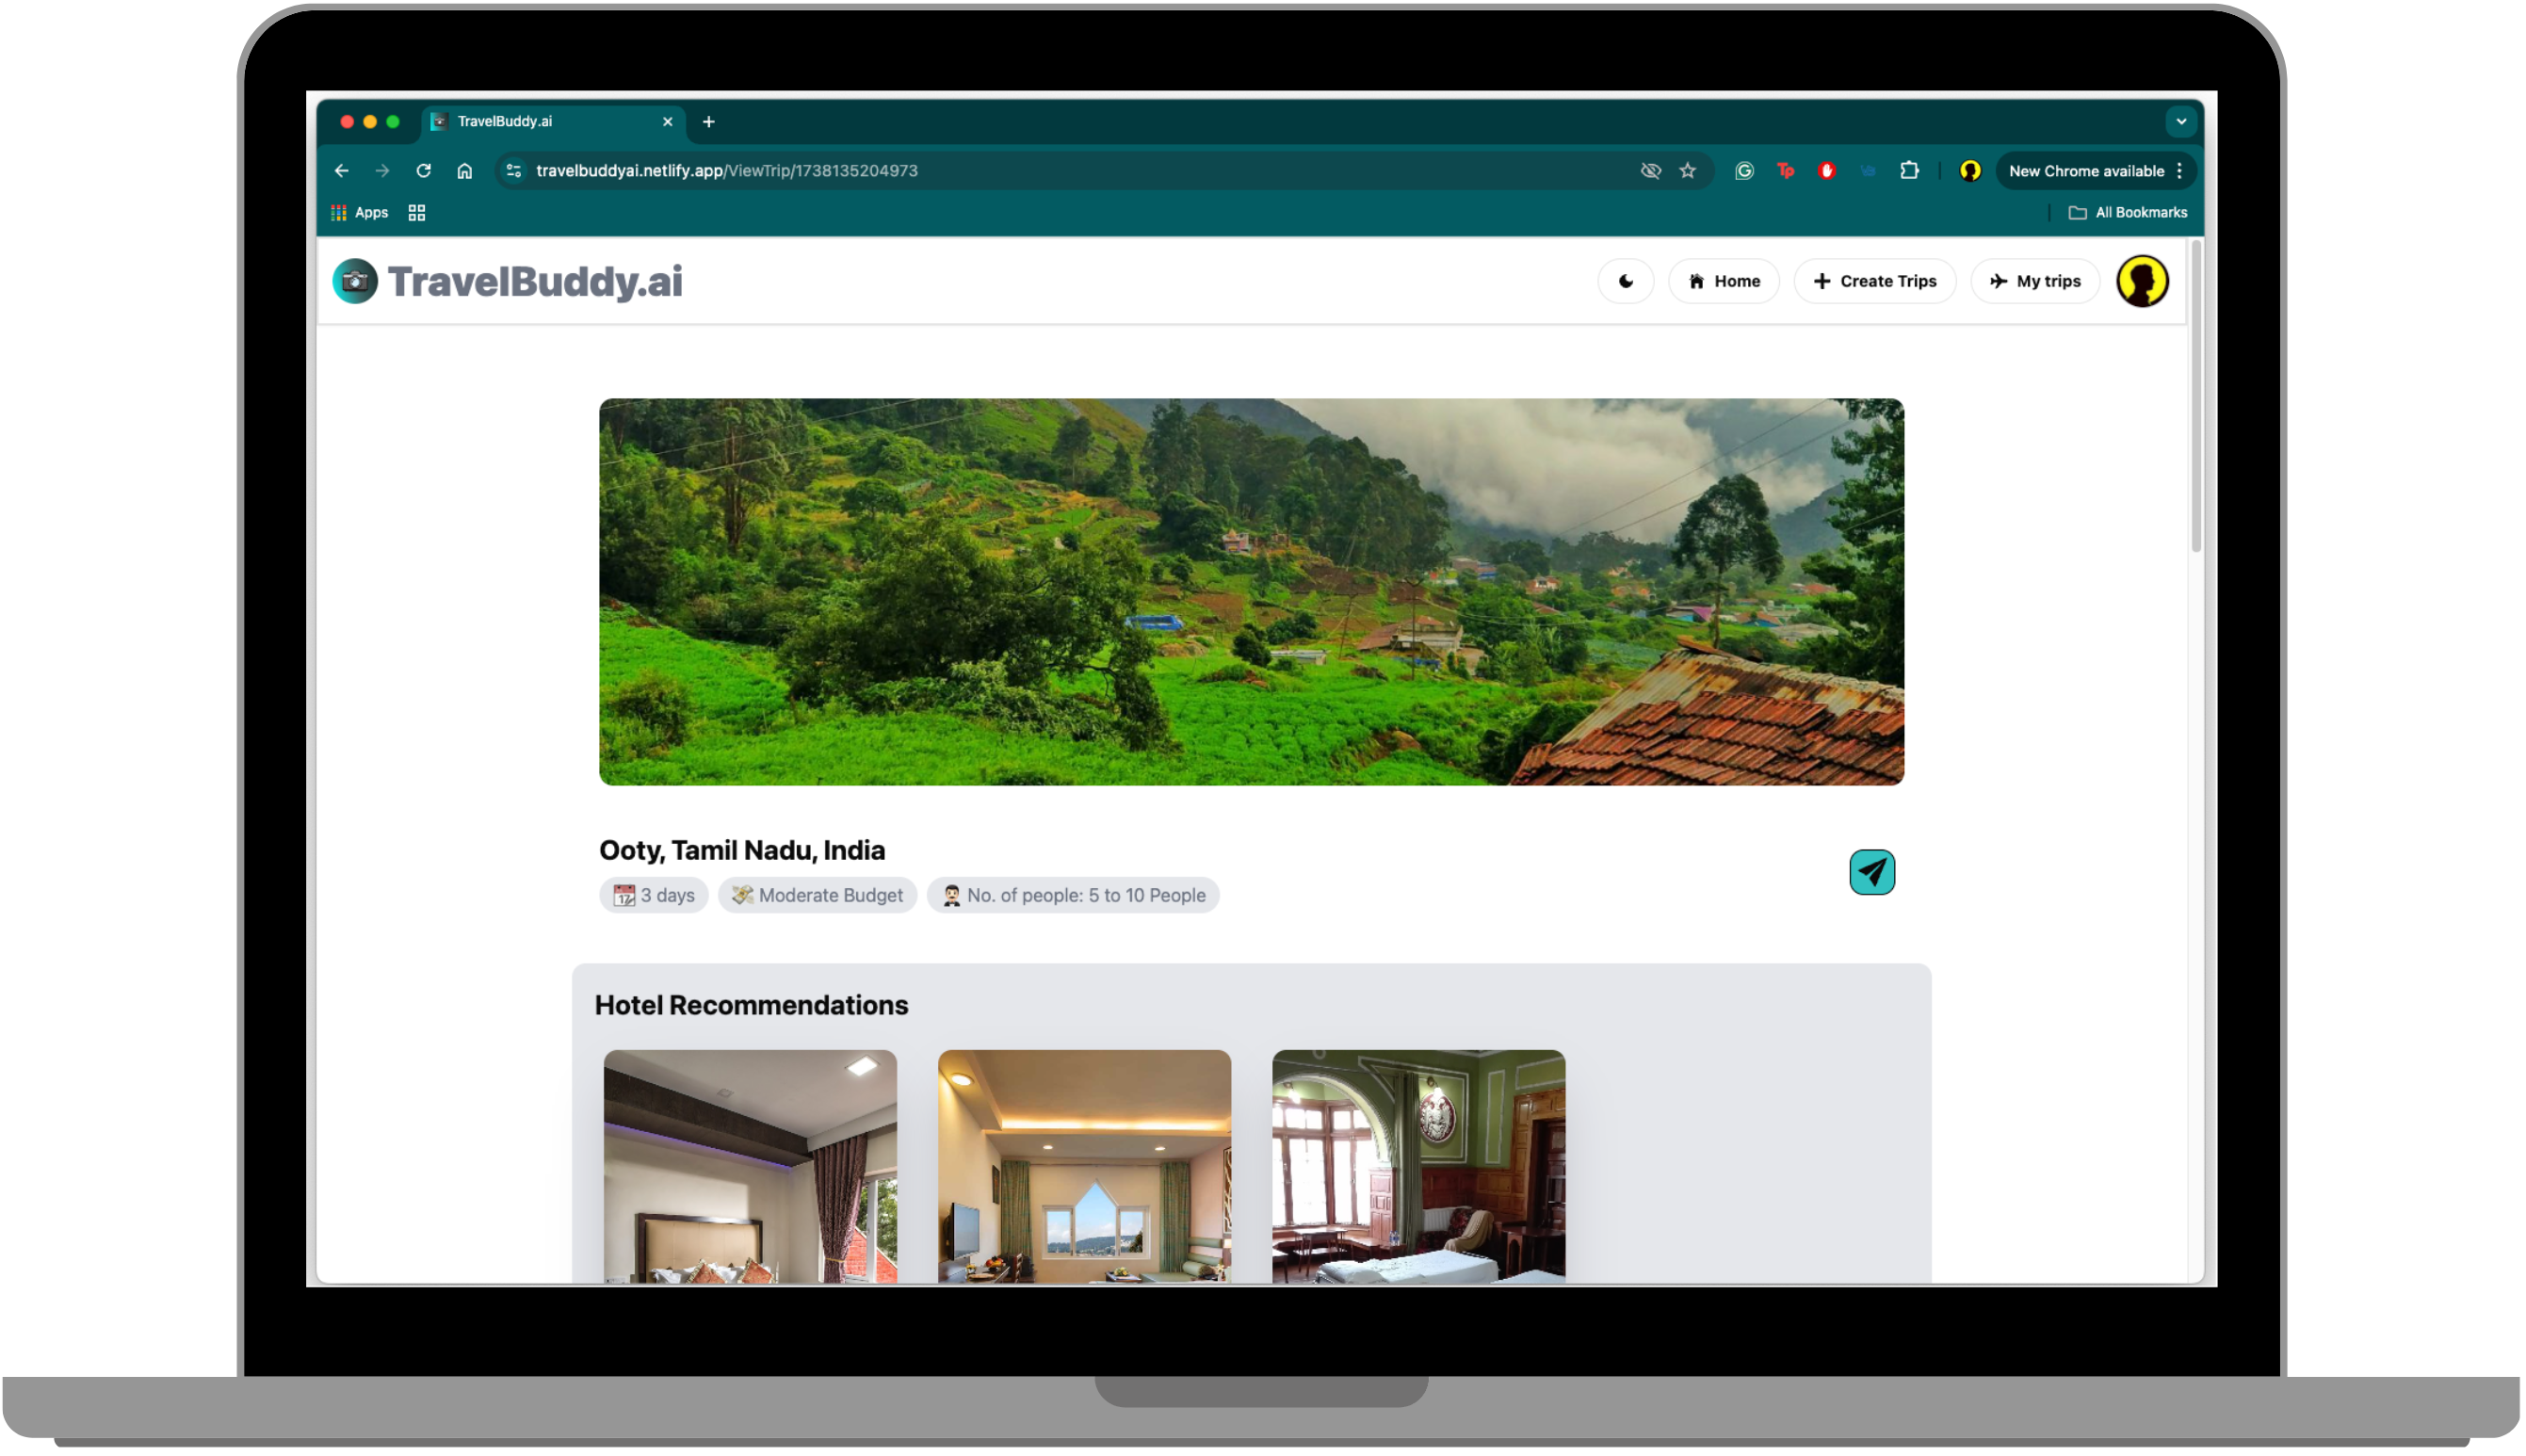 TravelBuddy.ai
travelbuddyai.netlify.app/ViewTrip/1738135204973
New Chrome available
Apps
All Bookmarks
TravelBuddy.ai
Home
Create Trips
My trips
Ooty, Tamil Nadu, India
3 days
Moderate Budget
No. of people: 5 to 10 People
Hotel Recommendations